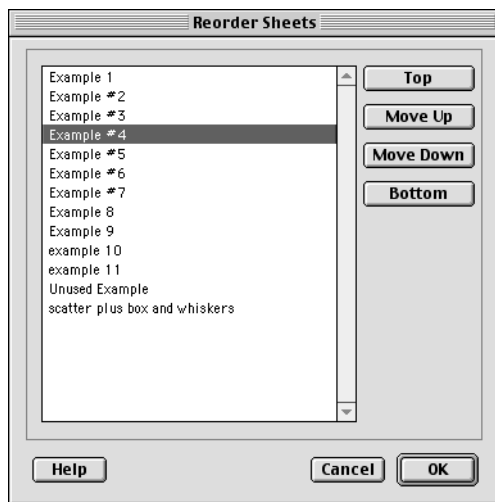 Reorder Sheets
Example 1
Example #2
Example #3
Example #4
Example #5
Example #6
Example #7
Example 8
Example 9
example 10
example 11
Unused Example
scatter plus box and whiskers
Top
Move Up
Move Down
Bottom
Help
Cancel
OK